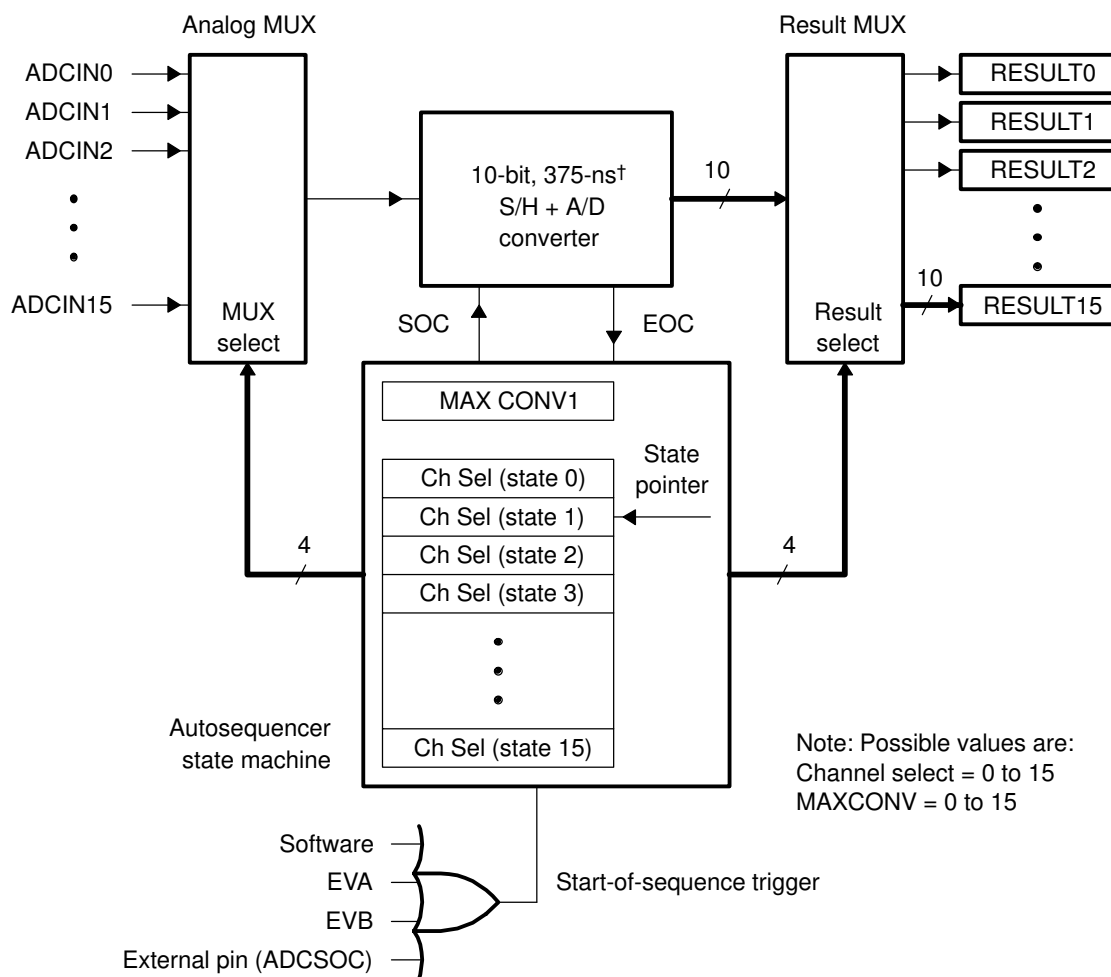 Analog MUX
Result MUX
ADCIN0
ADCIN1
ADCIN2
ADCIN15
MUX
select
10-bit, 375-ns†
S/H + A/D
converter
10
RESULT0
RESULT1
RESULT2
10
RESULT15
Result
select
SOC
EOC
MAX CONV1
State
pointer
Ch Sel (state 0)
Ch Sel (state 1)
Ch Sel (state 2)
Ch Sel (state 3)
Ch Sel (state 15)
4
4
Autosequencer
state machine
Note: Possible values are:
Channel select = 0 to 15
MAXCONV = 0 to 15
Software
EVA
EVB
External pin (ADCSOC)
Start-of-sequence trigger